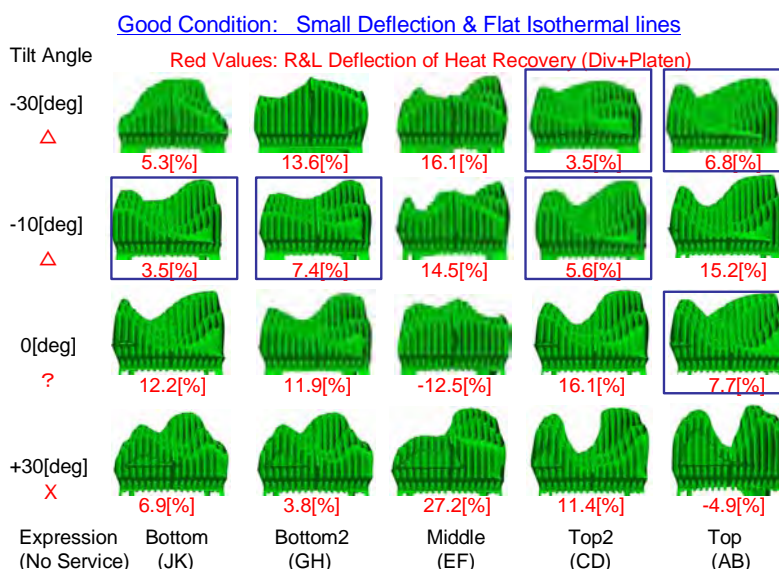 Good Condition: Small Deflection & Flat Isothermal lines
Tilt Angle
Red Values: R&L Deflection of Heat Recovery (Div+Platen)
-30[deg]
△
5.3[%] 13.6[%] 16.1[%] 3.5[%] 6.8[%]
-10[deg]
△
3.5[%] 7.4[%] 14.5[%] 5.6[%] 15.2[%]
0[deg]
?
12.2[%] 11.9[%] -12.5[%] 16.1[%] 7.7[%]
+30[deg]
X
6.9[%] 3.8[%] 27.2[%] 11.4[%] -4.9[%]
Expression Bottom Bottom2 Middle Top2 Top
(No Service) (JK) (GH) (EF) (CD) (AB)